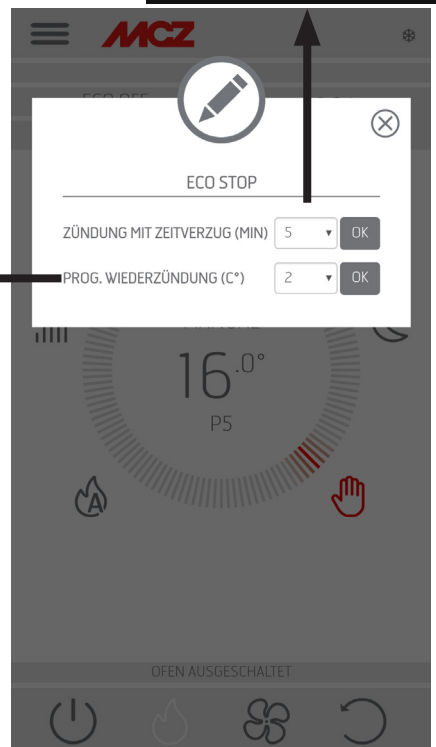 MCZ
ECO STOP
ZÜNDUNG MIT ZEITVERZUG (MIN) 5 OK
PROG. WIEDERZÜNDUNG (C°) 2 OK
16.0°
P5
A
OFEN AUSGESCHALTET